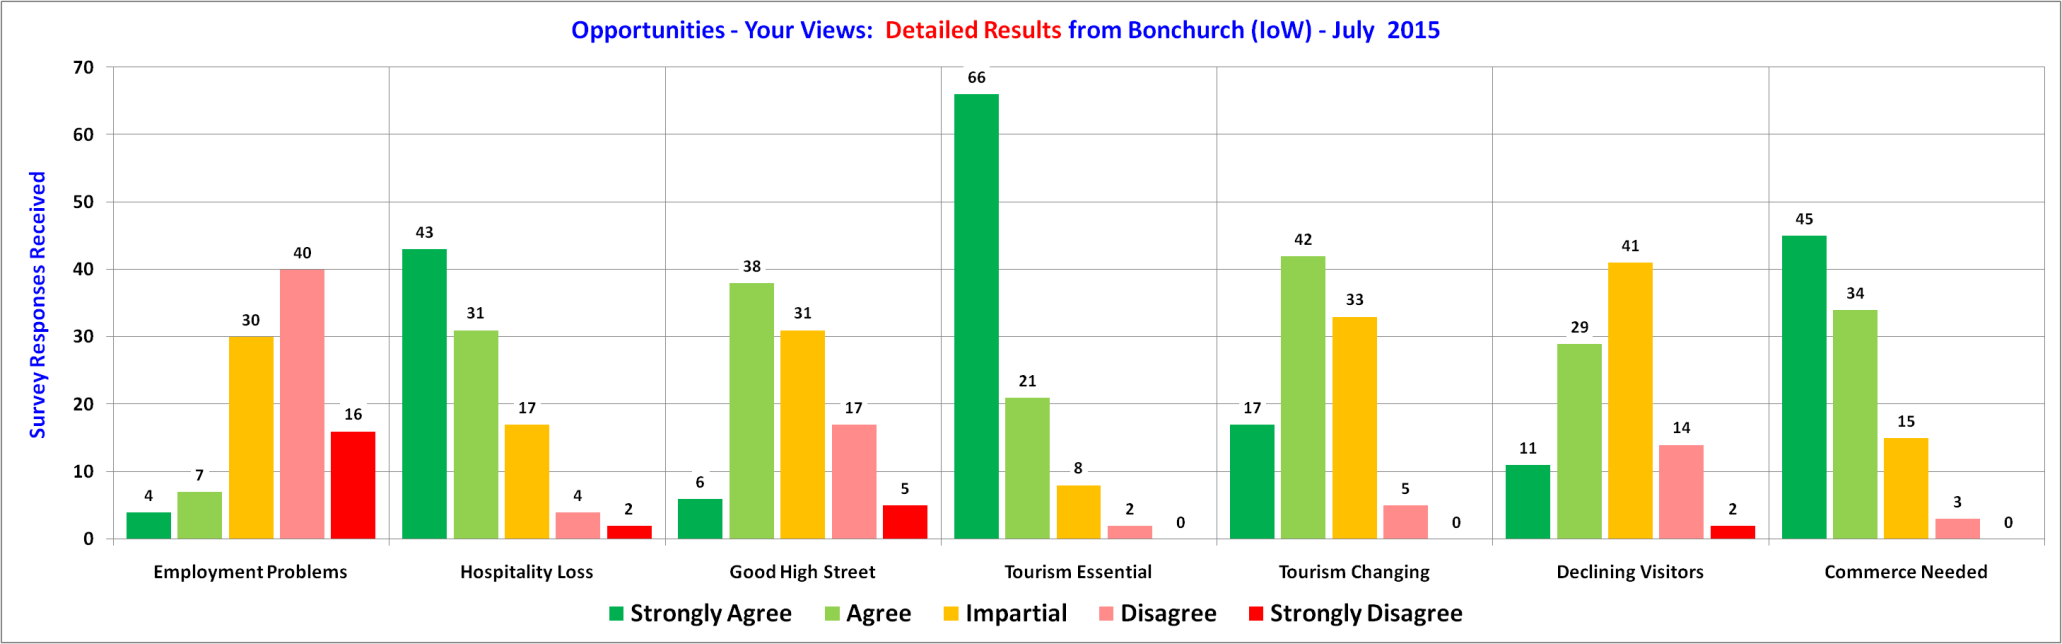 Opportunities - Your Views:  Detailed Results from Bonchurch (IoW) - July  2015
Survey Responses Received
70
60
50
40
30
20
10
0
4 7 30 40 16
43 31 17 4 2
6 38 31 17 5
66 21 8 2 0
17 42 33 5 0
11 29 41 14 2
45 34 15 3 0
Employment Problems Hospitality Loss Good High Street Tourism Essential Tourism Changing Declining Visitors Commerce Needed
Strongly Agree Agree Impartial Disagree Strongly Disagree